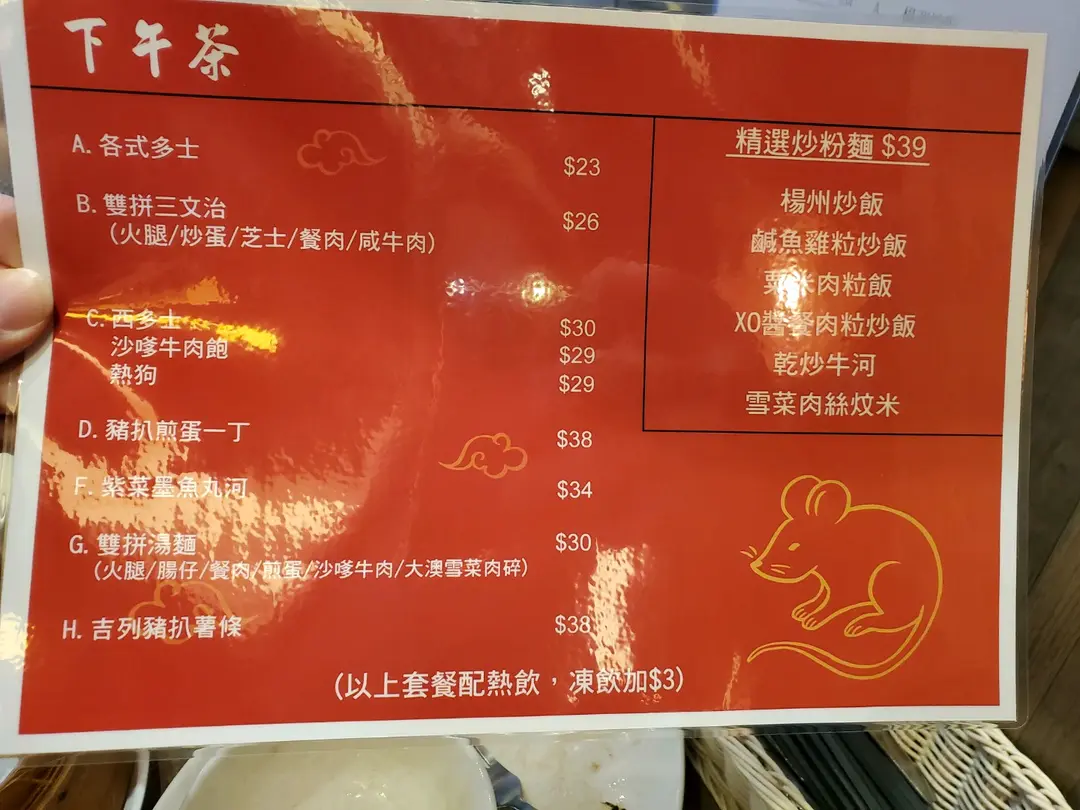 下午茶
A. 各式多士 $23
B. 雙拼三文治 $26
(火腿/炒蛋/芝士/餐肉/咸牛肉)
C. 西多士 $30
沙嗲牛肉飽 $29
熱狗 $29
D. 豬扒煎蛋一丁 $38
F. 紫菜墨魚丸河 $34
G. 雙拼湯麵 $30
(火腿/腸仔/餐肉/煎蛋/沙嗲牛肉/大澳雪菜肉碎)
H. 吉列豬扒薯條 $38
(以上套餐配熱飲，凍飲加$3)
精選炒粉麵 $39
楊州炒飯
鹹魚雞粒炒飯
粟米肉粒飯
XO醬餐肉粒炒飯
乾炒牛河
雪菜肉絲炆米